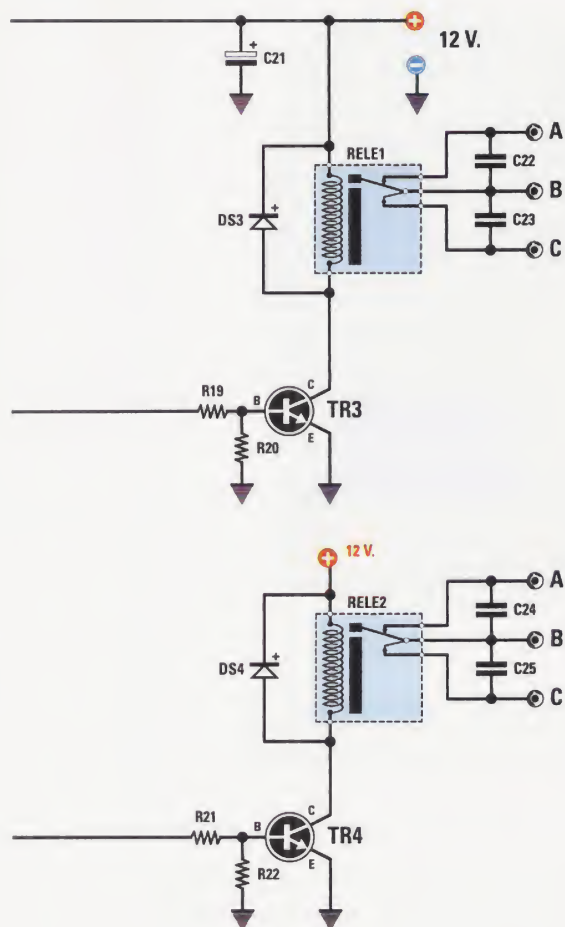 +
12 V.
+
C21
−
RELE1
A
C22
B
DS3
+
C23
C
R19
B
C
TR3
E
R20
+
12 V.
RELE2
A
C24
B
DS4
+
C25
C
R21
B
C
TR4
E
R22